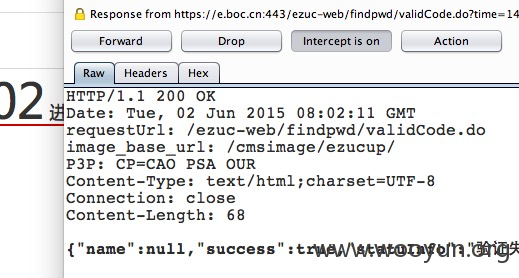 Response from https://e.boc.cn:443/ezuc-web/findpwd/validCode.do?time=14
Forward
Drop
Intercept is on
Action
Raw
Headers
Hex
02 进
HTTP/1.1 200 OK
Date: Tue, 02 Jun 2015 08:02:11 GMT
requestUrl: /ezuc-web/findpwd/validCode.do
image_base_url: /cmsimage/ezucup/
P3P: CP=CAO PSA OUR
Content-Type: text/html;charset=UTF-8
Connection: close
Content-Length: 68
{"name":null,"success":true,"statuInfo":"验证失
www.wooyun.org